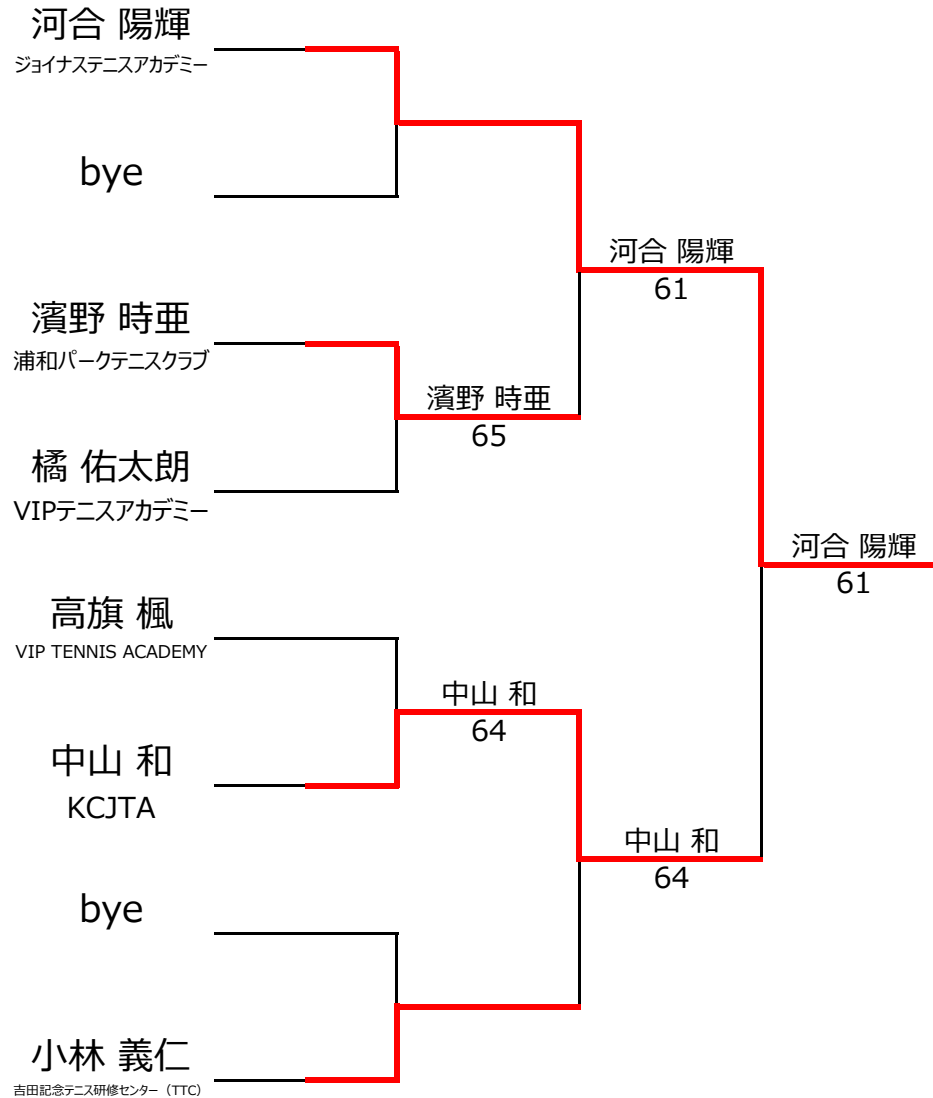 河合 陽輝
ジョイナステニスアカデミー
bye
河合 陽輝
61
濱野 時亜
浦和パークテニスクラブ
濱野 時亜
65
橘 佑太朗
VIPテニスアカデミー
河合 陽輝
61
高旗 楓
VIP TENNIS ACADEMY
中山 和
64
中山 和
KCJTA
中山 和
64
bye
小林 義仁
吉田記念テニス研修センター（TTC）